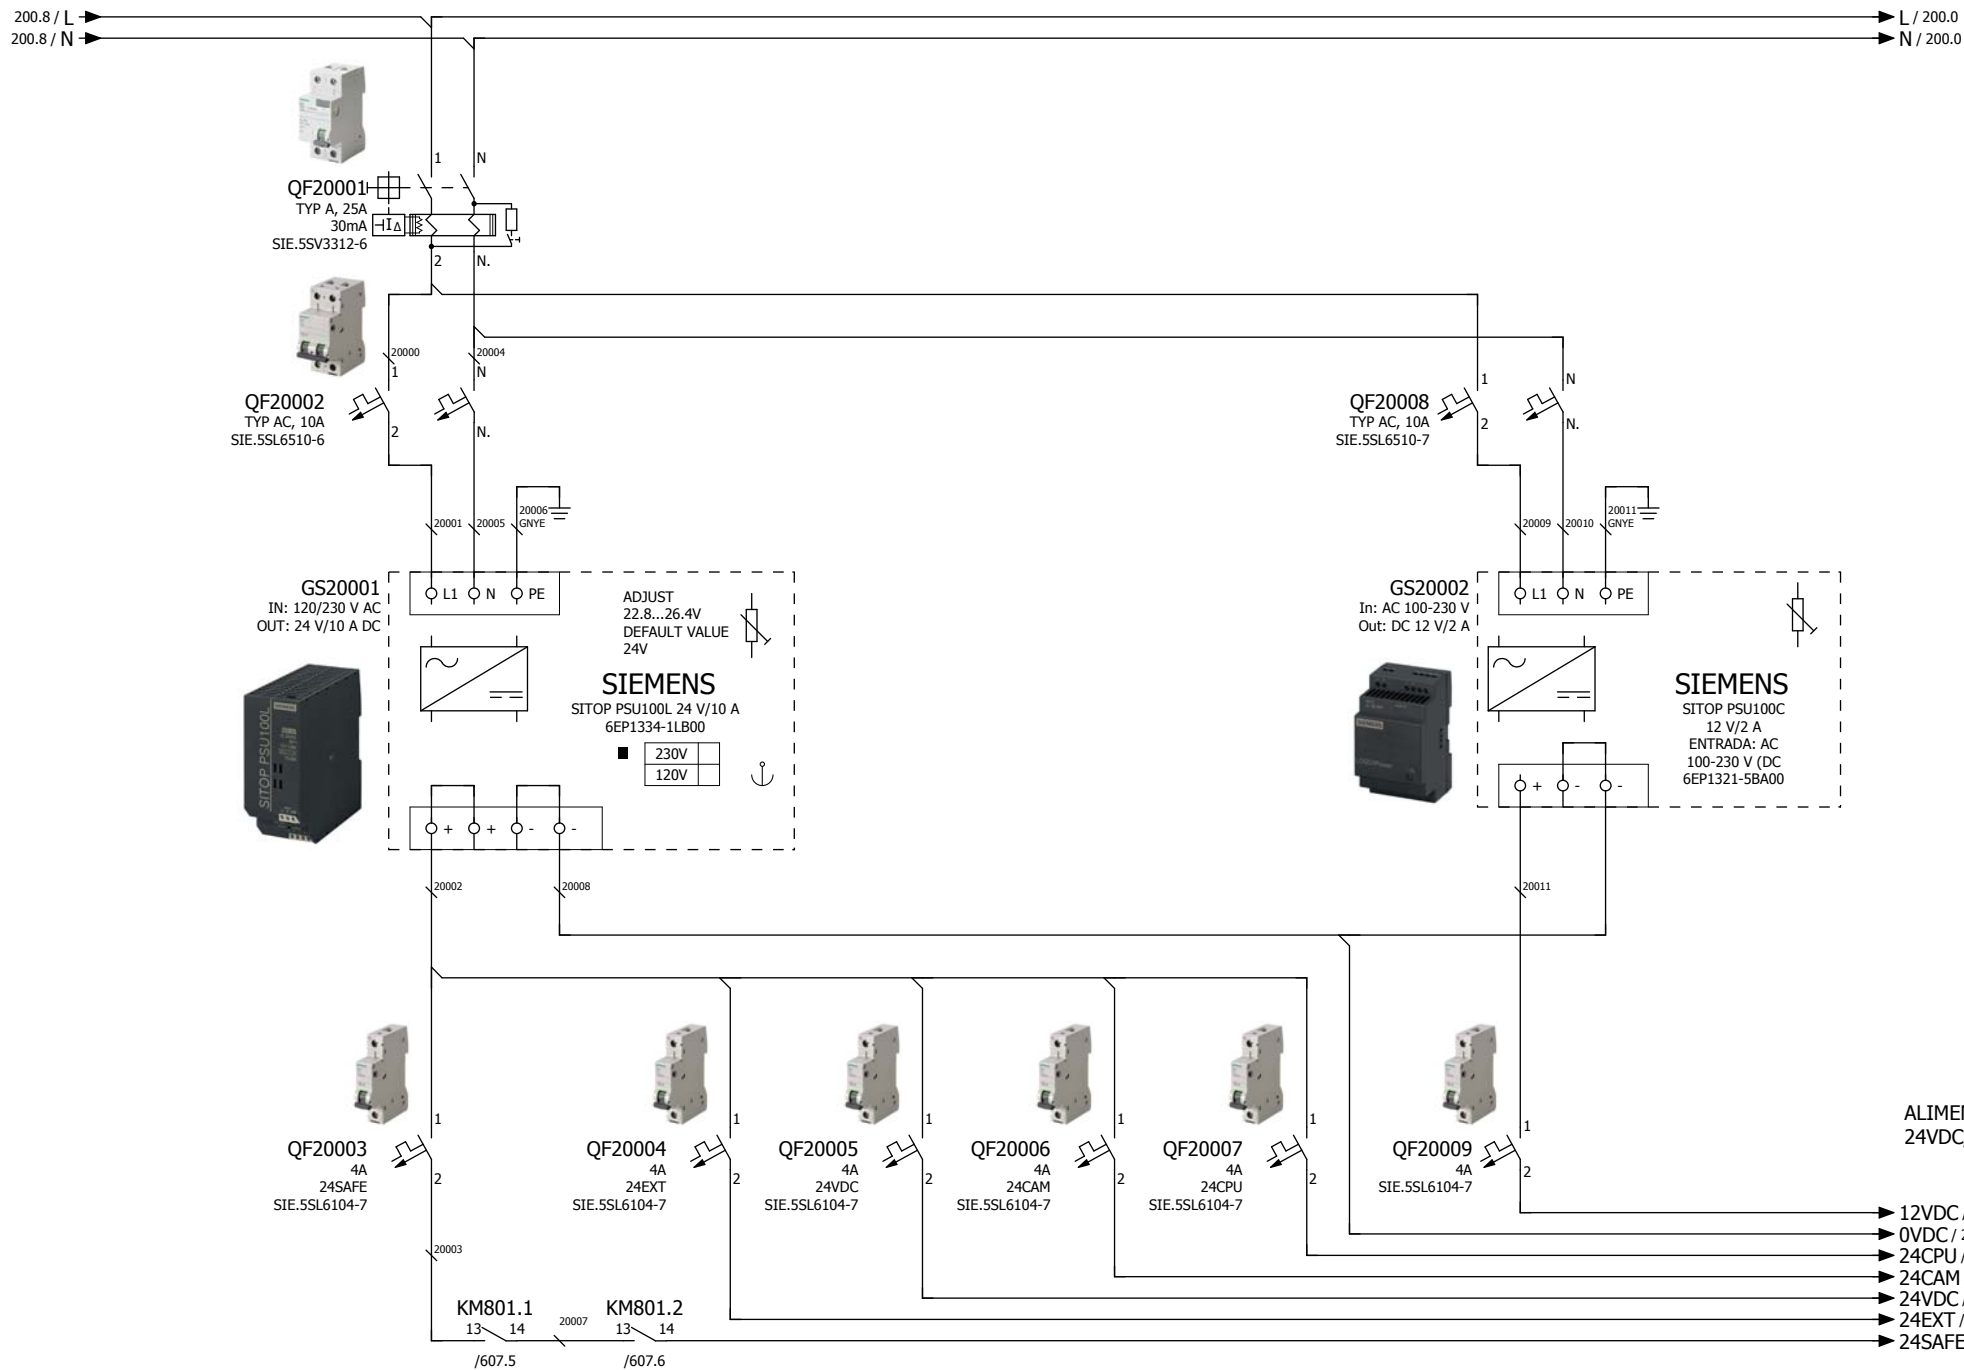 200.8 / L
L / 200.0
200.8 / N
N / 200.0
1
N
QF20001
TYP A, 25A
30mA
SIE.5SV3312-6
⊣I∆
2
N.
20000
20004
1
N
QF20002
TYP AC, 10A
SIE.5SL6510-6
2
N.
1
N
QF20008
TYP AC, 10A
SIE.5SL6510-7
2
N.
20001
20005
20006
GNYE
20009
20010
20011
GNYE
GS20001
IN: 120/230 V AC
OUT: 24 V/10 A DC
L1
N
PE
ADJUST
22.8...26.4V
DEFAULT VALUE
24V
SIEMENS
SITOP PSU100L 24 V/10 A
6EP1334-1LB00
230V
120V
SITOP PSU100L
+
+
-
-
GS20002
In: AC 100-230 V
Out: DC 12 V/2 A
L1
N
PE
SIEMENS
SITOP PSU100C
12 V/2 A
ENTRADA: AC
100-230 V (DC
6EP1321-5BA00
+
-
-
20002
20008
20011
1
QF20003
4A
24SAFE
SIE.5SL6104-7
2
1
QF20004
4A
24EXT
SIE.5SL6104-7
2
1
QF20005
4A
24VDC
SIE.5SL6104-7
2
1
QF20006
4A
24CAM
SIE.5SL6104-7
2
1
QF20007
4A
24CPU
SIE.5SL6104-7
2
1
QF20009
4A
SIE.5SL6104-7
2
24VDC
12VDC /
0VDC /
24CPU /
24CAM
24VDC /
24EXT /
24SAFE
20003
KM801.1
13
14
/607.5
20007
KM801.2
13
14
/607.6